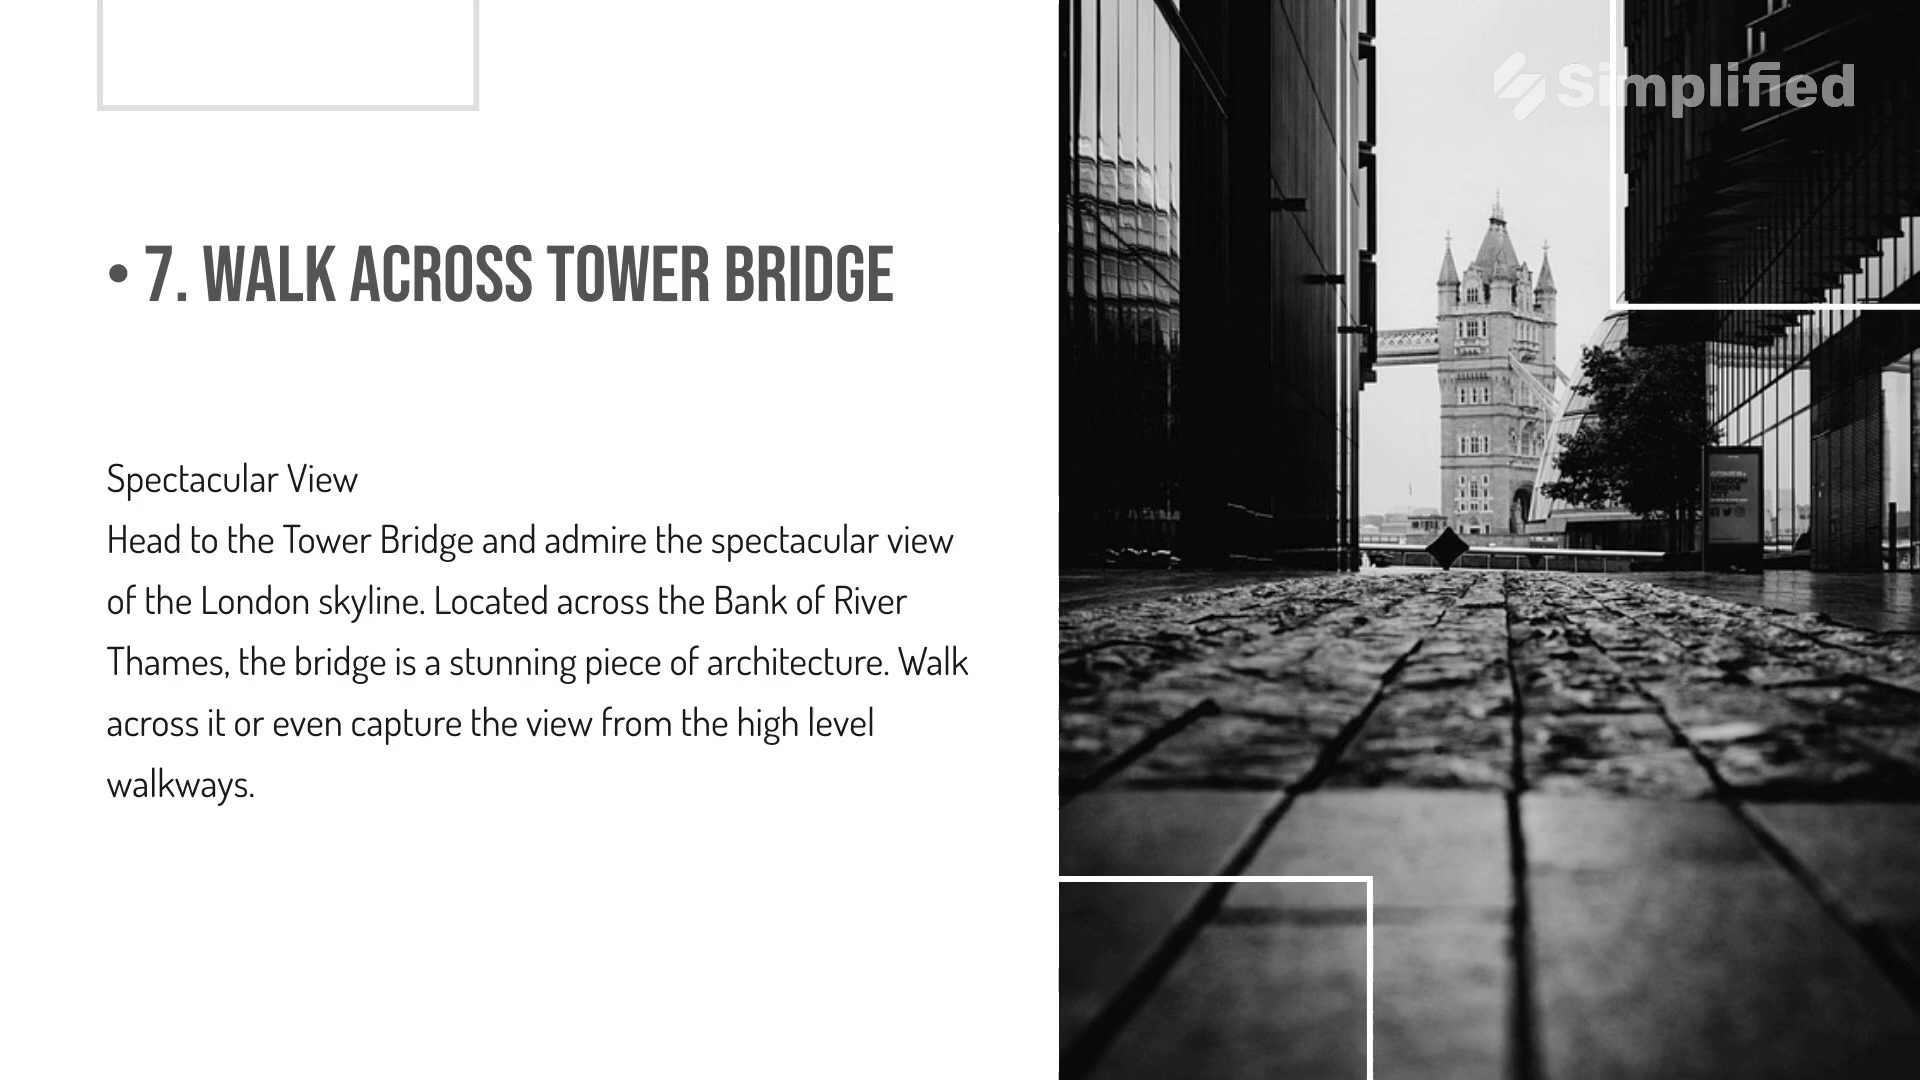 Simplified
• 7. WALK ACROSS TOWER BRIDGE
Spectacular View
Head to the Tower Bridge and admire the spectacular view
of the London skyline. Located across the Bank of River
Thames, the bridge is a stunning piece of architecture. Walk
across it or even capture the view from the high level
walkways.